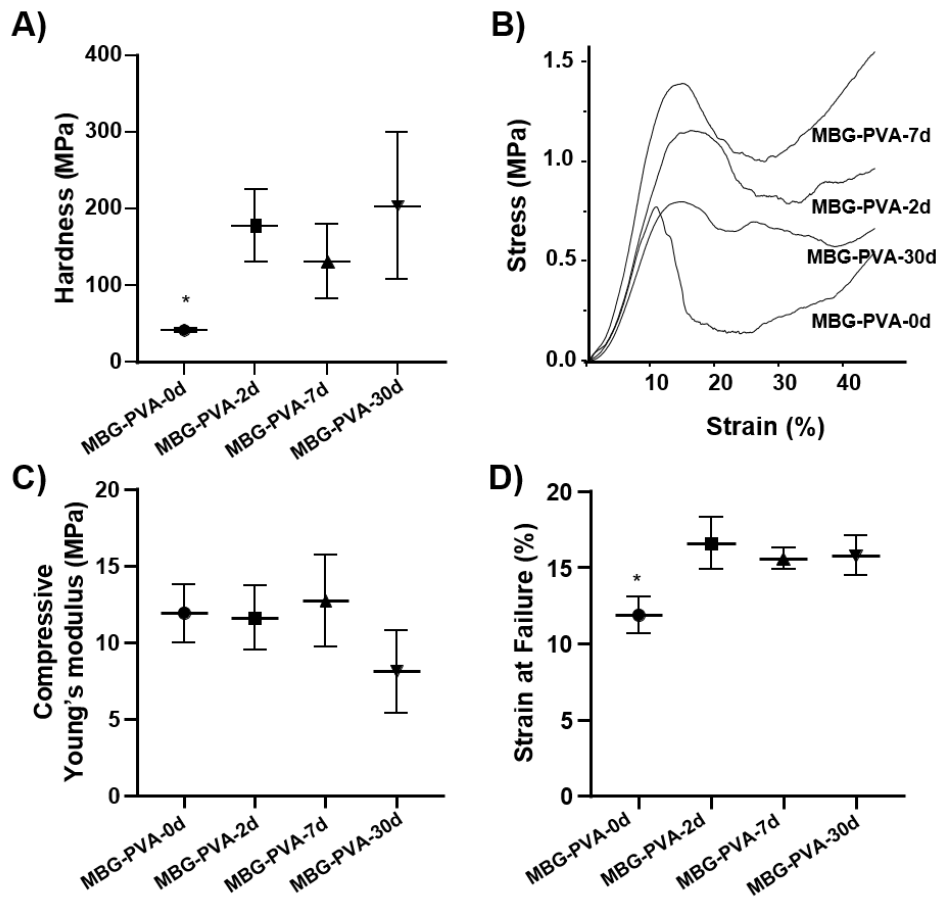 A)
Hardness (MPa)
400
300
200
100
0
*
MBG-PVA-0d
MBG-PVA-2d
MBG-PVA-7d
MBG-PVA-30d
B)
Stress (MPa)
1.5
1.0
0.5
0.0
10
20
30
40
Strain (%)
MBG-PVA-7d
MBG-PVA-2d
MBG-PVA-30d
MBG-PVA-0d
C)
Compressive
Young's modulus (MPa)
20
15
10
5
0
MBG-PVA-0d
MBG-PVA-2d
MBG-PVA-7d
MBG-PVA-30d
D)
Strain at Failure (%)
20
15
10
5
0
*
MBG-PVA-0d
MBG-PVA-2d
MBG-PVA-7d
MBG-PVA-30d